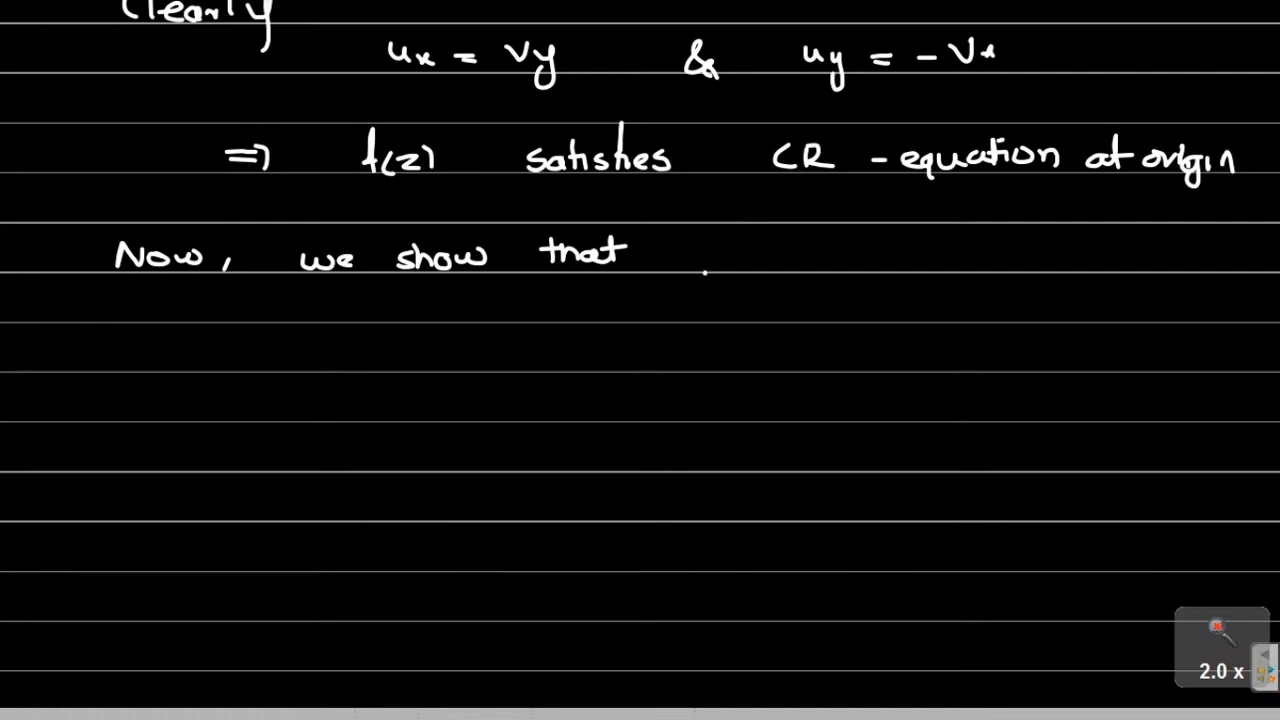 Clearly
ux = vy & uy = - vx
⇒ f(z) satisfies CR - equation at origin
Now, we show that
2.0 x